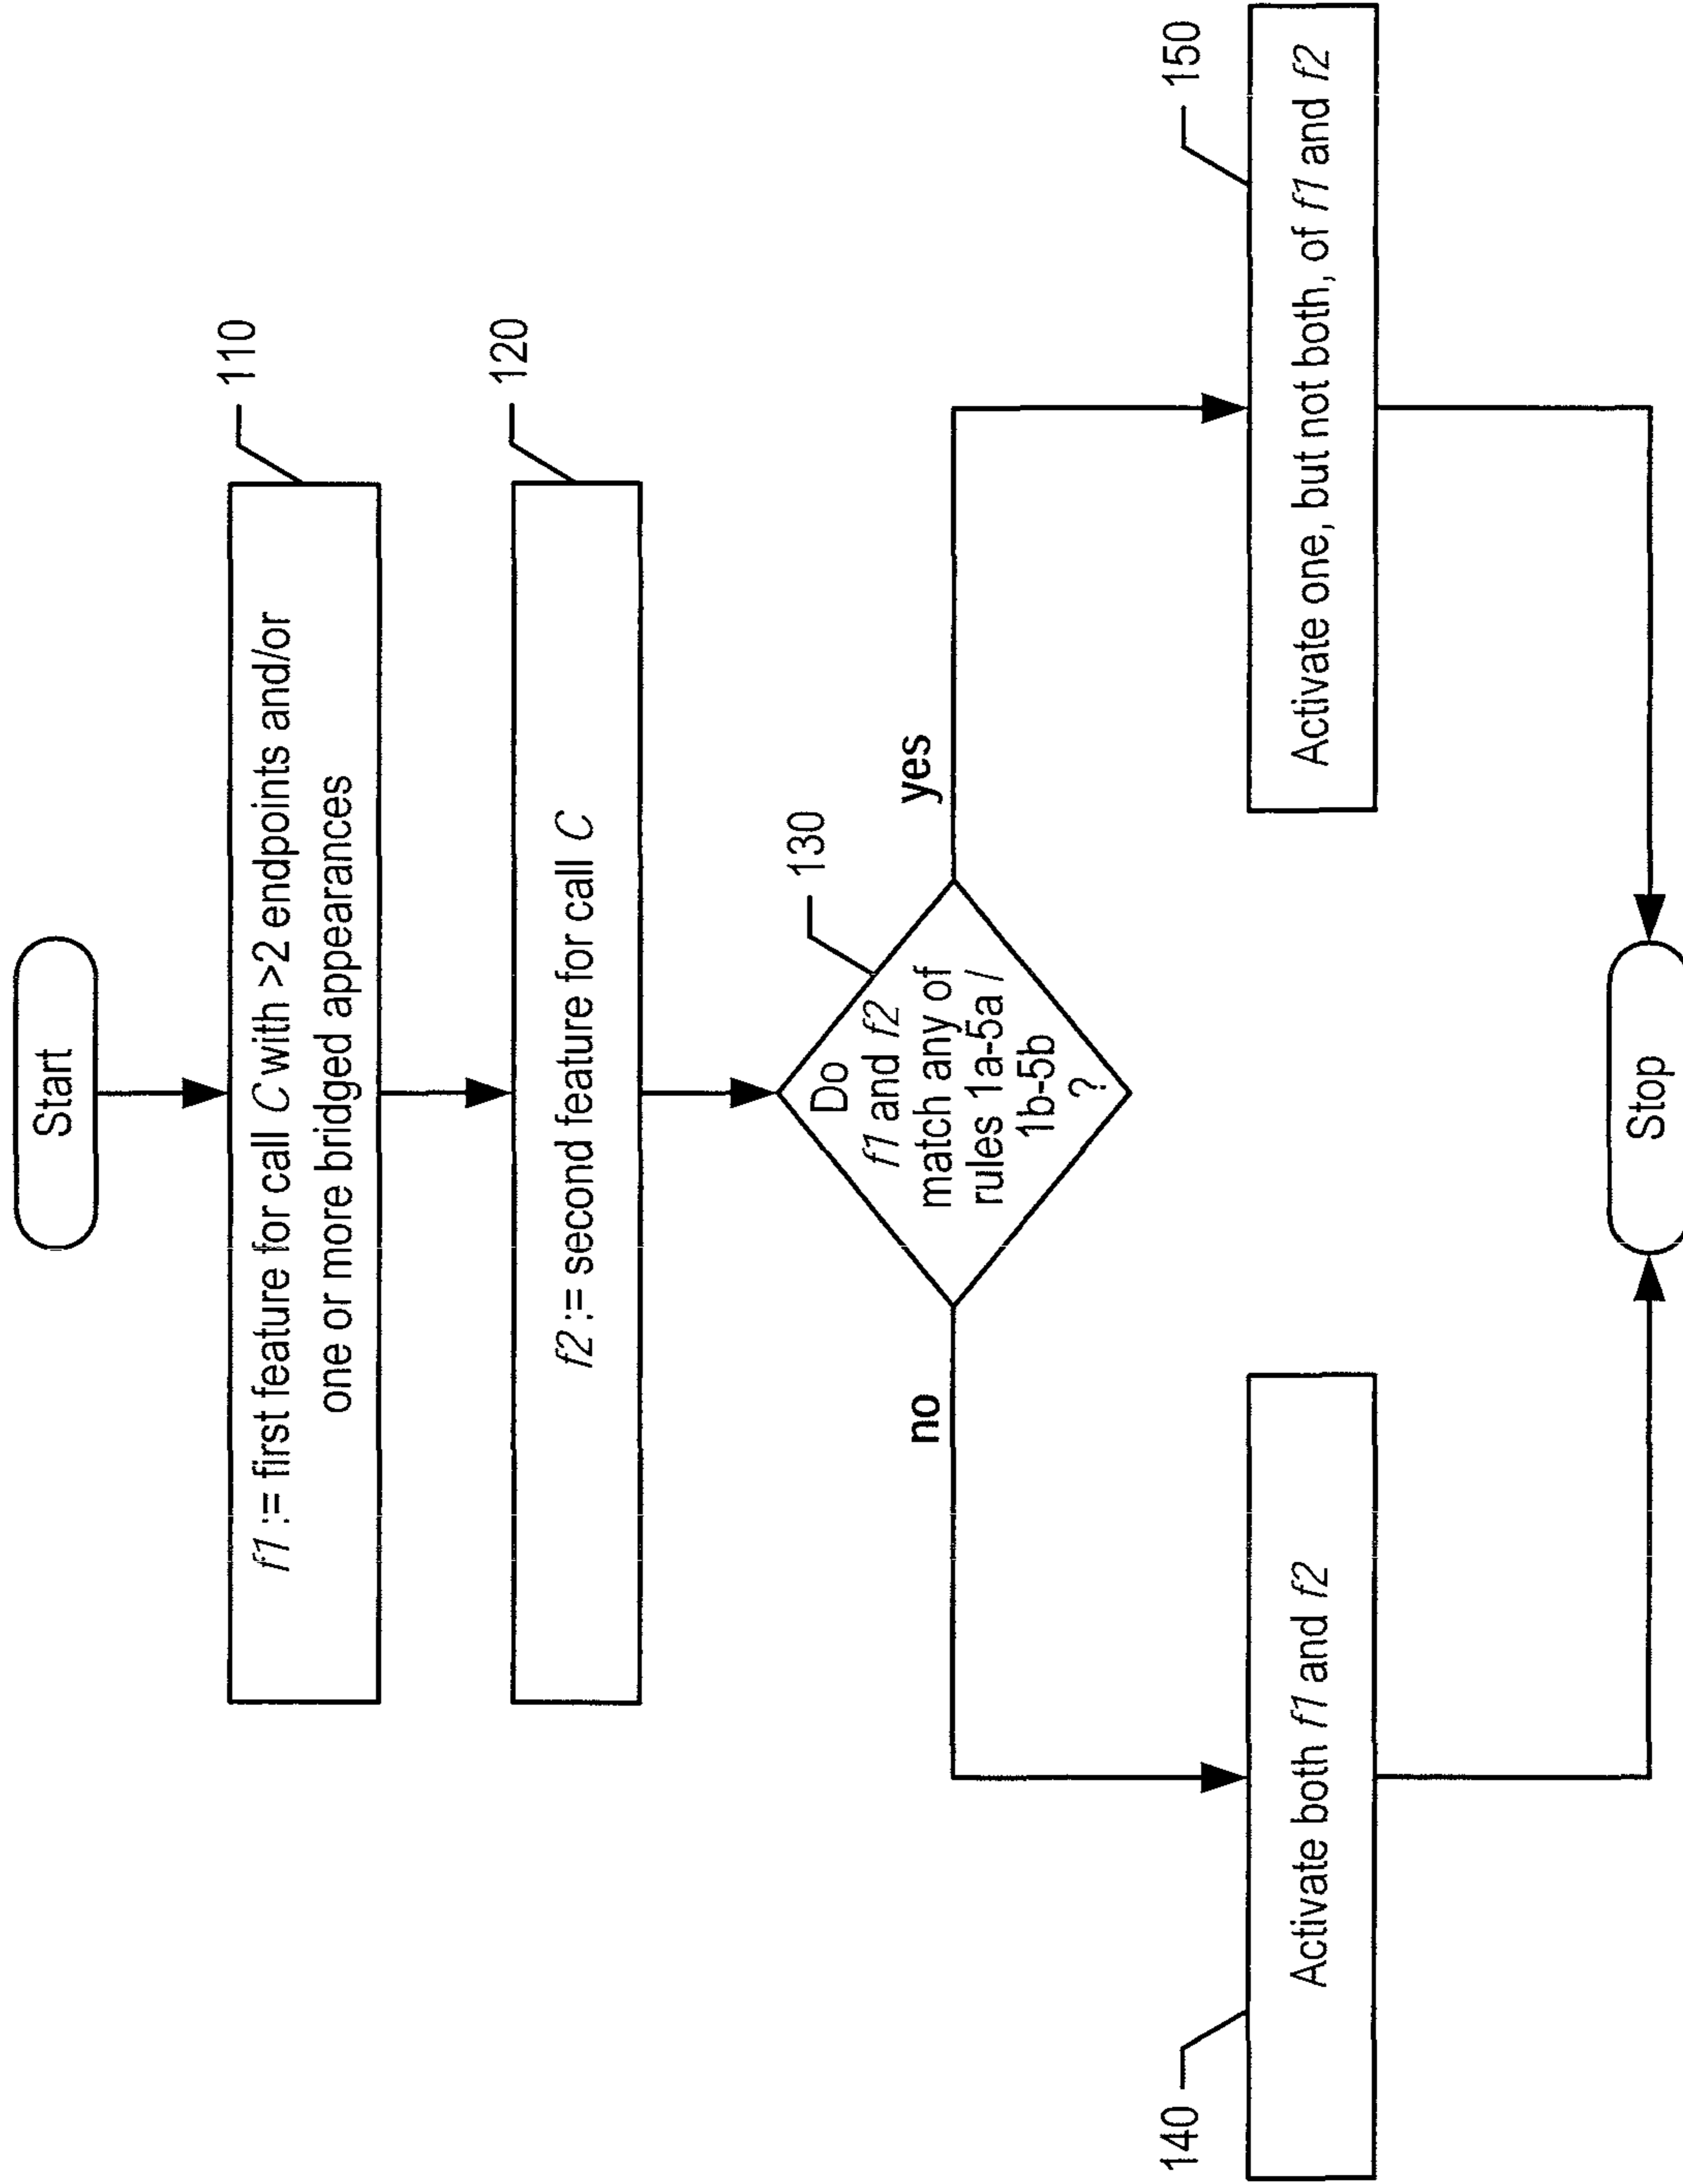 Start
f1 := first feature for call C with >2 endpoints and/or
one or more bridged appearances
110
f2 := second feature for call C
120
Do
f1 and f2
match any of
rules 1a-5a /
1b-5b
?
130
no
yes
140
Activate both f1 and f2
150
Activate one, but not both, of f1 and f2
Stop